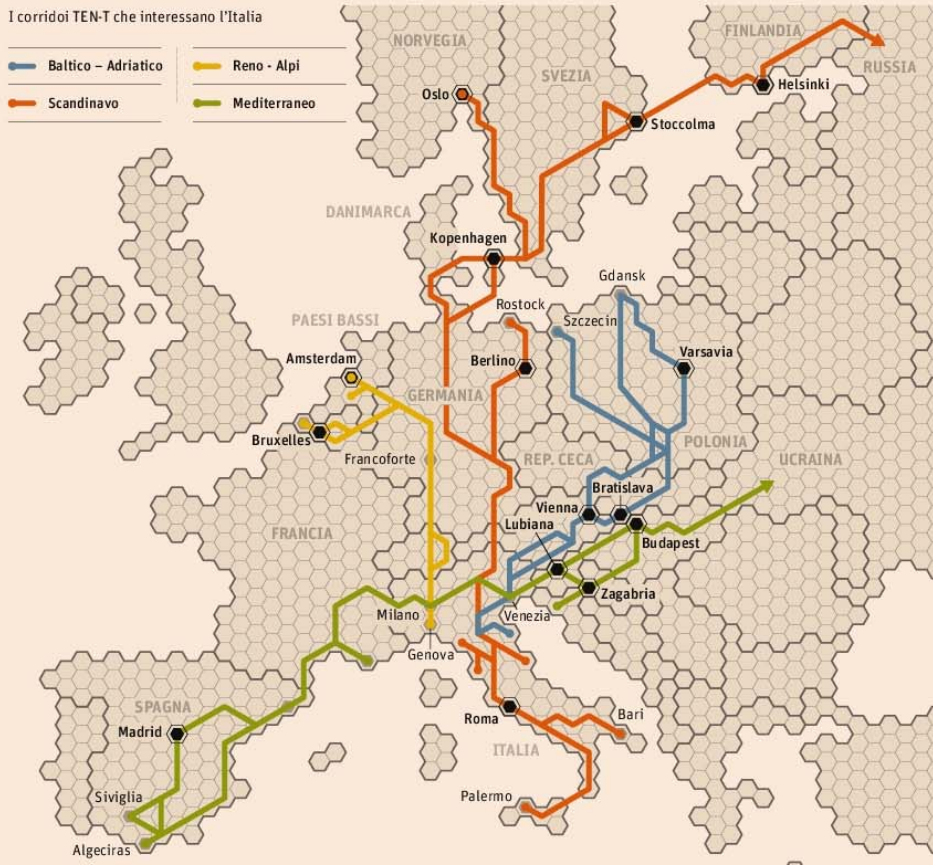 I corridoi TEN-T che interessano l'Italia
Baltico – Adriatico
Reno - Alpi
Scandinavo
Mediterraneo
NORVEGIA
FINLANDIA
RUSSIA
SVEZIA
Oslo
Helsinki
Stoccolma
DANIMARCA
Kopenhagen
Gdansk
Rostock
PAESI BASSI
Szczecin
Amsterdam
Berlino
Varsavia
GERMANIA
Bruxelles
POLONIA
Francoforte
REP. CECA
UCRAINA
Bratislava
Vienna
Lubiana
FRANCIA
Budapest
Zagabria
Milano
Venezia
Genova
SPAGNA
Madrid
Roma
Bari
ITALIA
Siviglia
Palermo
Algeciras